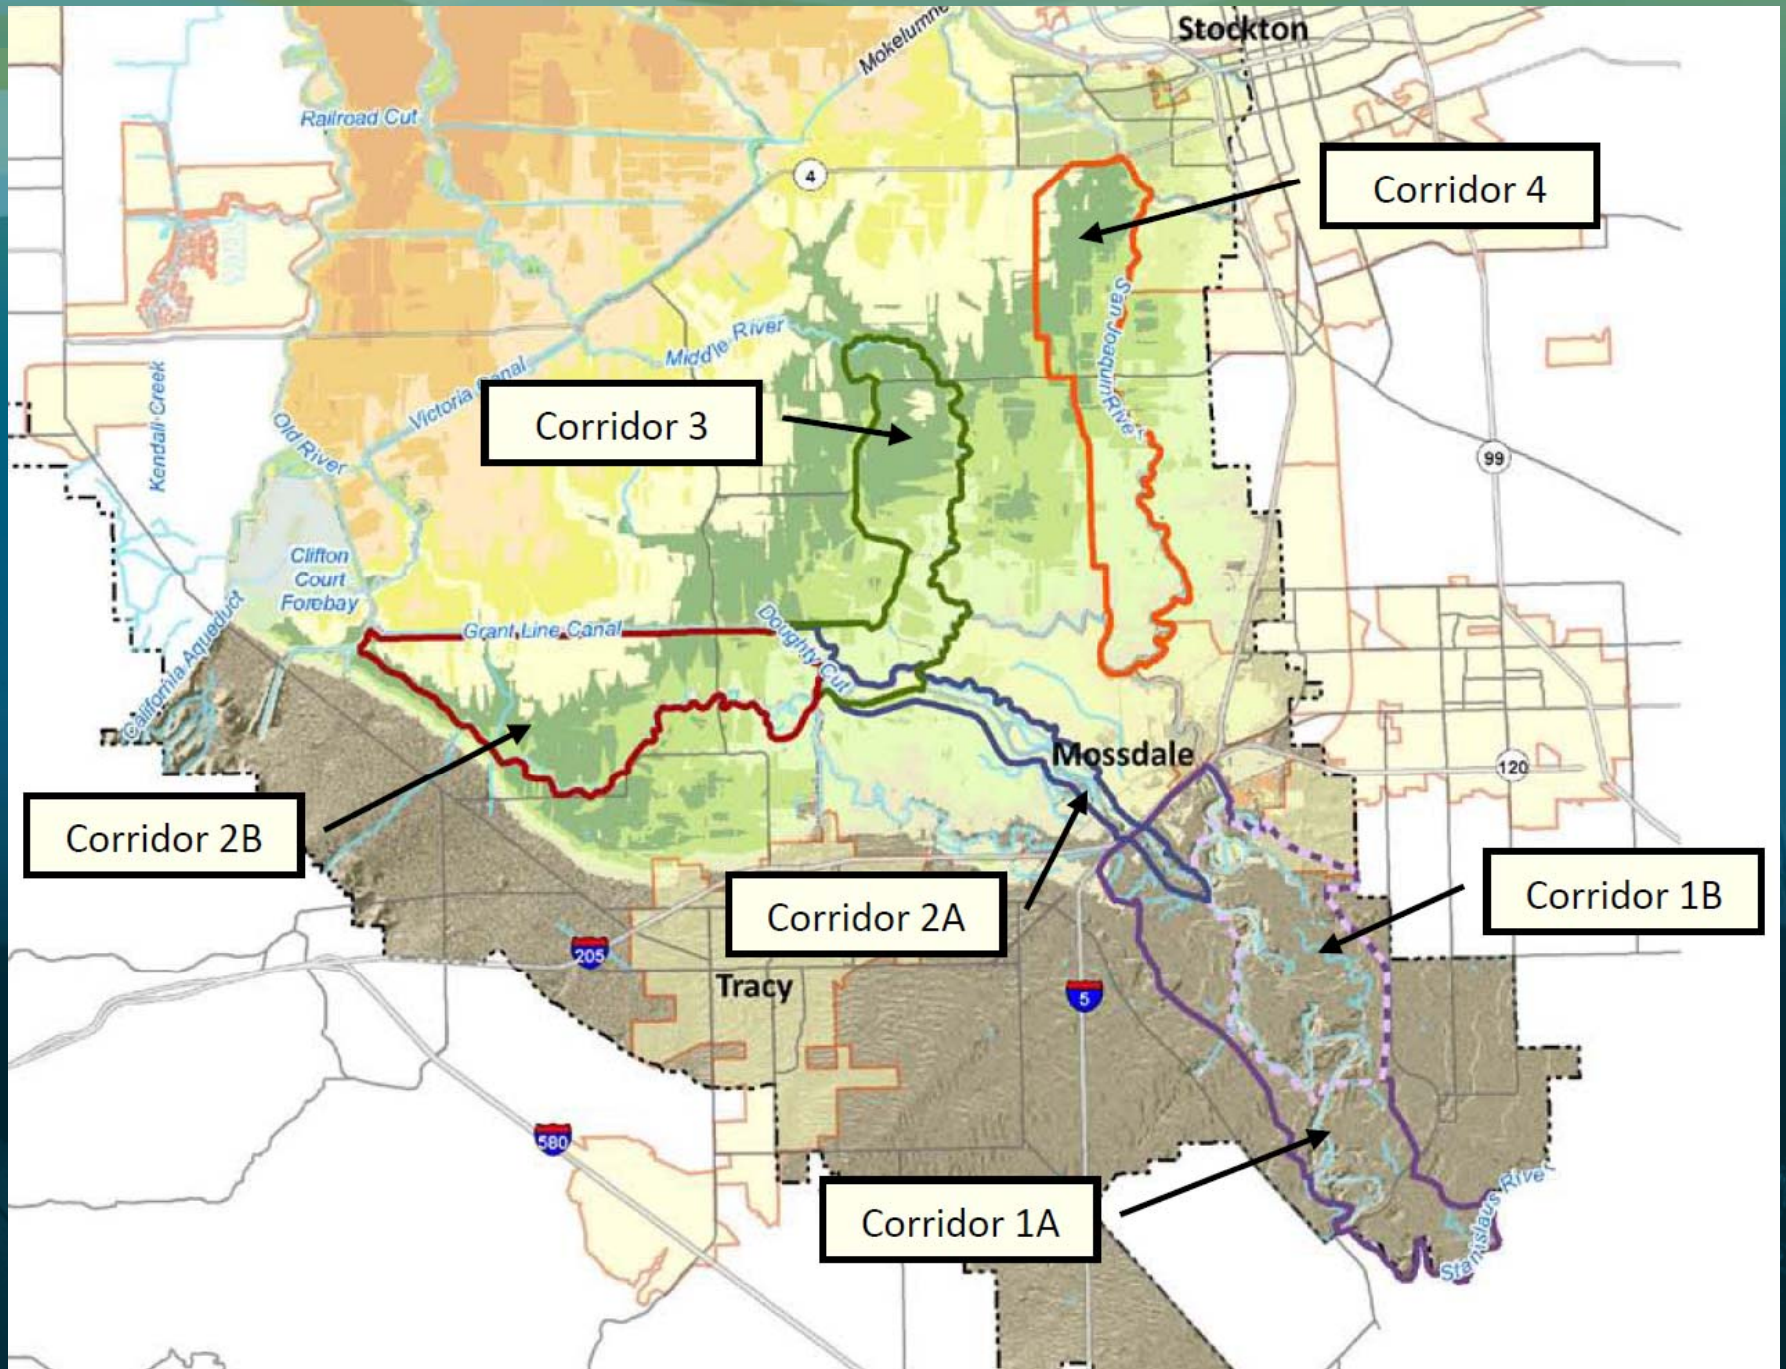 Stockton
Mokelumne
Railroad Cut
4
Corridor 4
San Joaquin River
Middle River
Kendall Creek
Victoria Canal
Corridor 3
Old River
99
Clifton
Court
Forebay
California Aqueduct
Grant Line Canal
Doughty Cut
Mossdale
120
Corridor 2B
Corridor 2A
Corridor 1B
205
Tracy
5
580
Corridor 1A
Stanislaus River